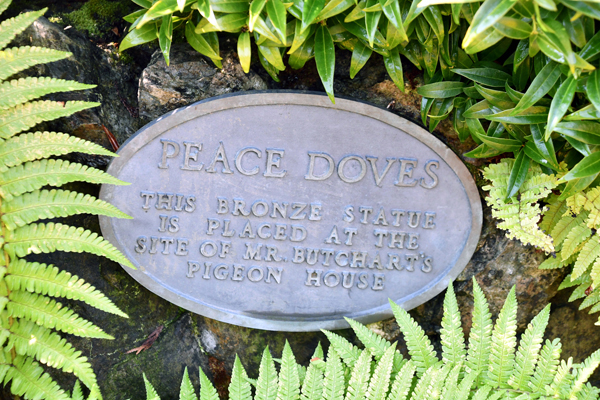 PEACE DOVES
THIS BRONZE STATUE
IS PLACED AT THE
SITE OF MR. BUTCHART'S
PIGEON HOUSE